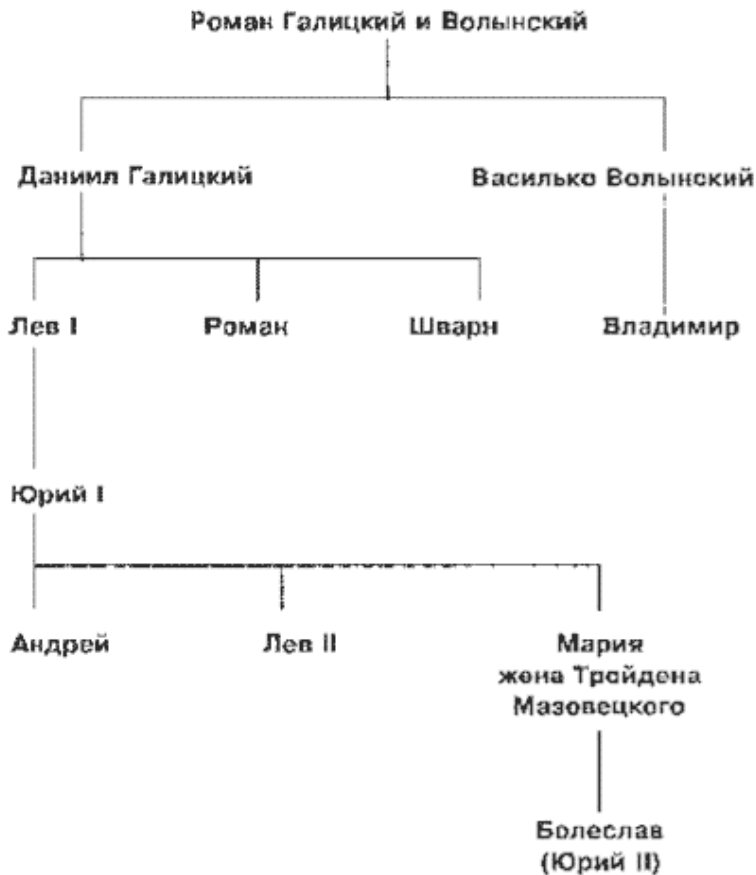 Роман Галицкий и Волынский
Даниил Галицкий Василько Волынский
Лев I Роман Шварн Владимир
Юрий I
Андрей Лев II Мария
жена Тройдена
Мазовецкого
Болеслав
(Юрий II)